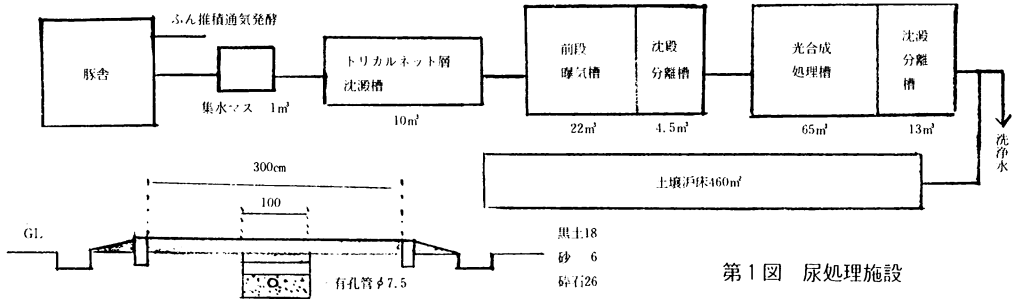 ふん推積通気発酵
豚舎
集水マス 1m³
トリカルネット層
沈澱槽
10m³
前段
曝気槽
22m³
沈殿
分離槽
4.5m³
光合成
処理槽
65m³
沈澱
分離
槽
13m³
洗浄水
土壌沪床460m²
300cm
100
GL
黒土18
砂 6
砕石26
有孔管φ7.5
第1図 尿処理施設